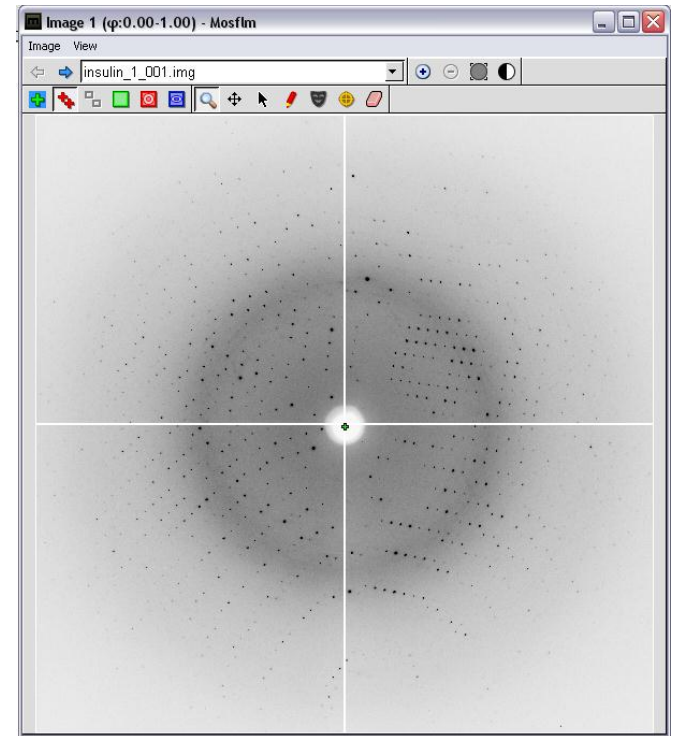 Image 1 (φ:0.00-1.00) - Mosflm
Image View
insulin_1_001.img